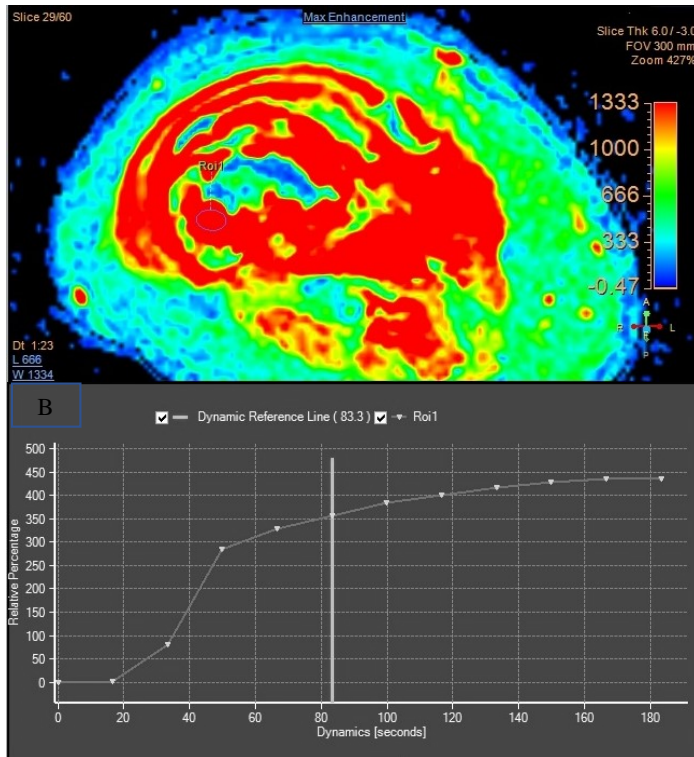 Slice 29/60
Max Enhancement
Slice Thk 6.0 / -3.0
FOV 300 mm
Zoom 427%
1333
1000
666
333
-0.47
Roi1
A
R
L
P
Dt 1:23
L 666
W 1334
B
Dynamic Reference Line ( 83.3 )
Roi1
500
450
400
350
300
250
200
150
100
50
0
Relative Percentage
0 20 40 60 80 100 120 140 160 180
Dynamics [seconds]